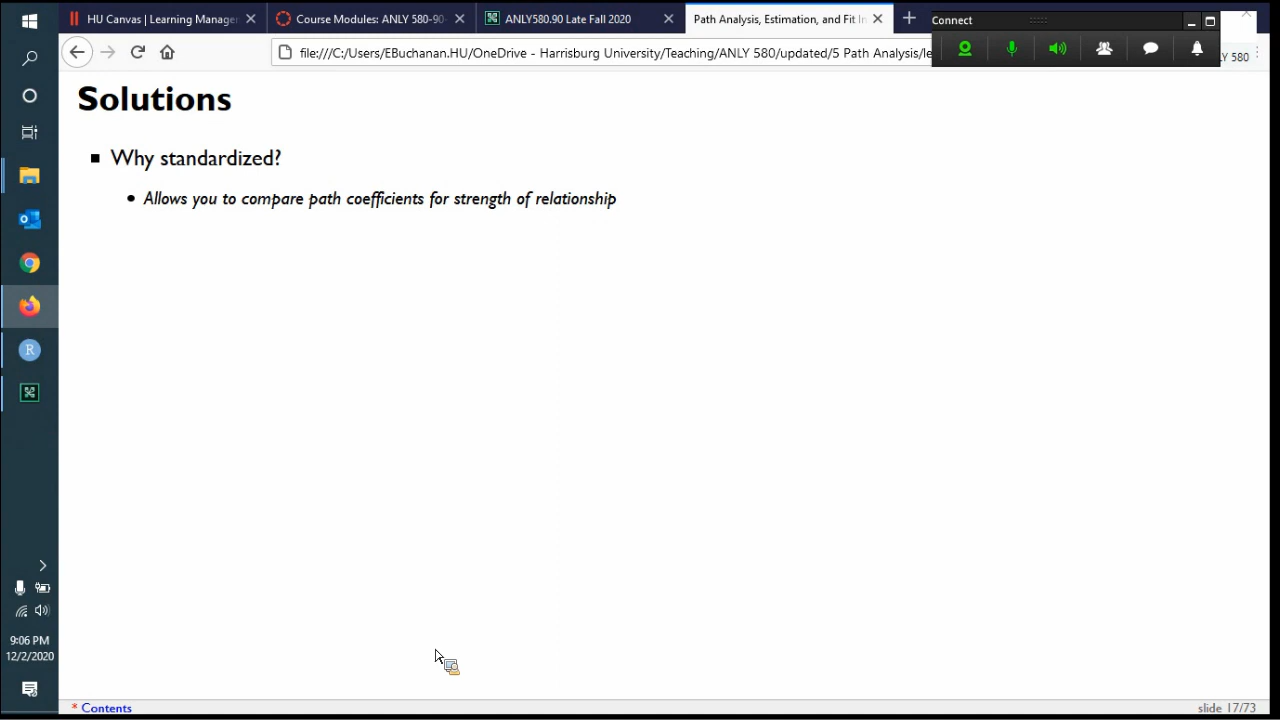 HU Canvas | Learning Manage
Course Modules: ANLY 580-90-
ANLY580.90 Late Fall 2020
Path Analysis, Estimation, and Fit In
Connect
file:///C:/Users/EBuchanan.HU/OneDrive - Harrisburg University/Teaching/ANLY 580/updated/5 Path Analysis/le
LY 580
Solutions
Why standardized?
Allows you to compare path coefficients for strength of relationship
9:06 PM
12/2/2020
* Contents
slide 17/73